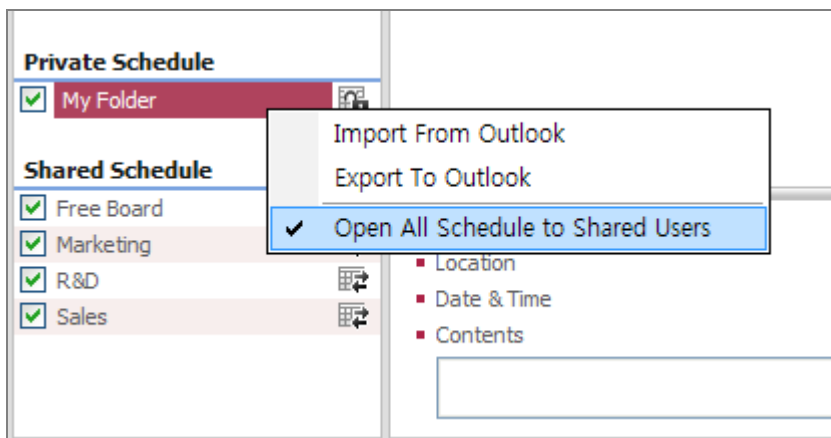 Private Schedule
My Folder
Import From Outlook
Export To Outlook
Open All Schedule to Shared Users
Shared Schedule
Free Board
Marketing
R&D
Sales
Location
Date & Time
Contents